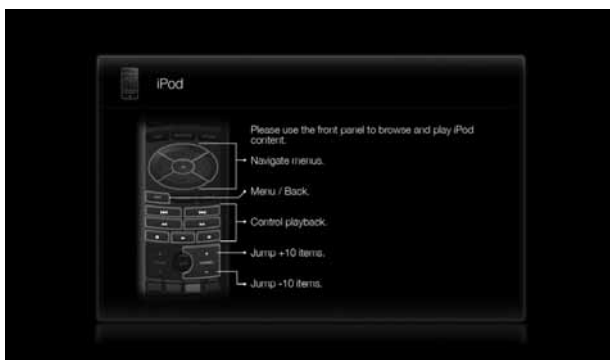 iPod
Please use the front panel to browse and play iPod
content.
Navigate menus.
Menu / Back.
Control playback.
Jump +10 items.
Jump -10 items.